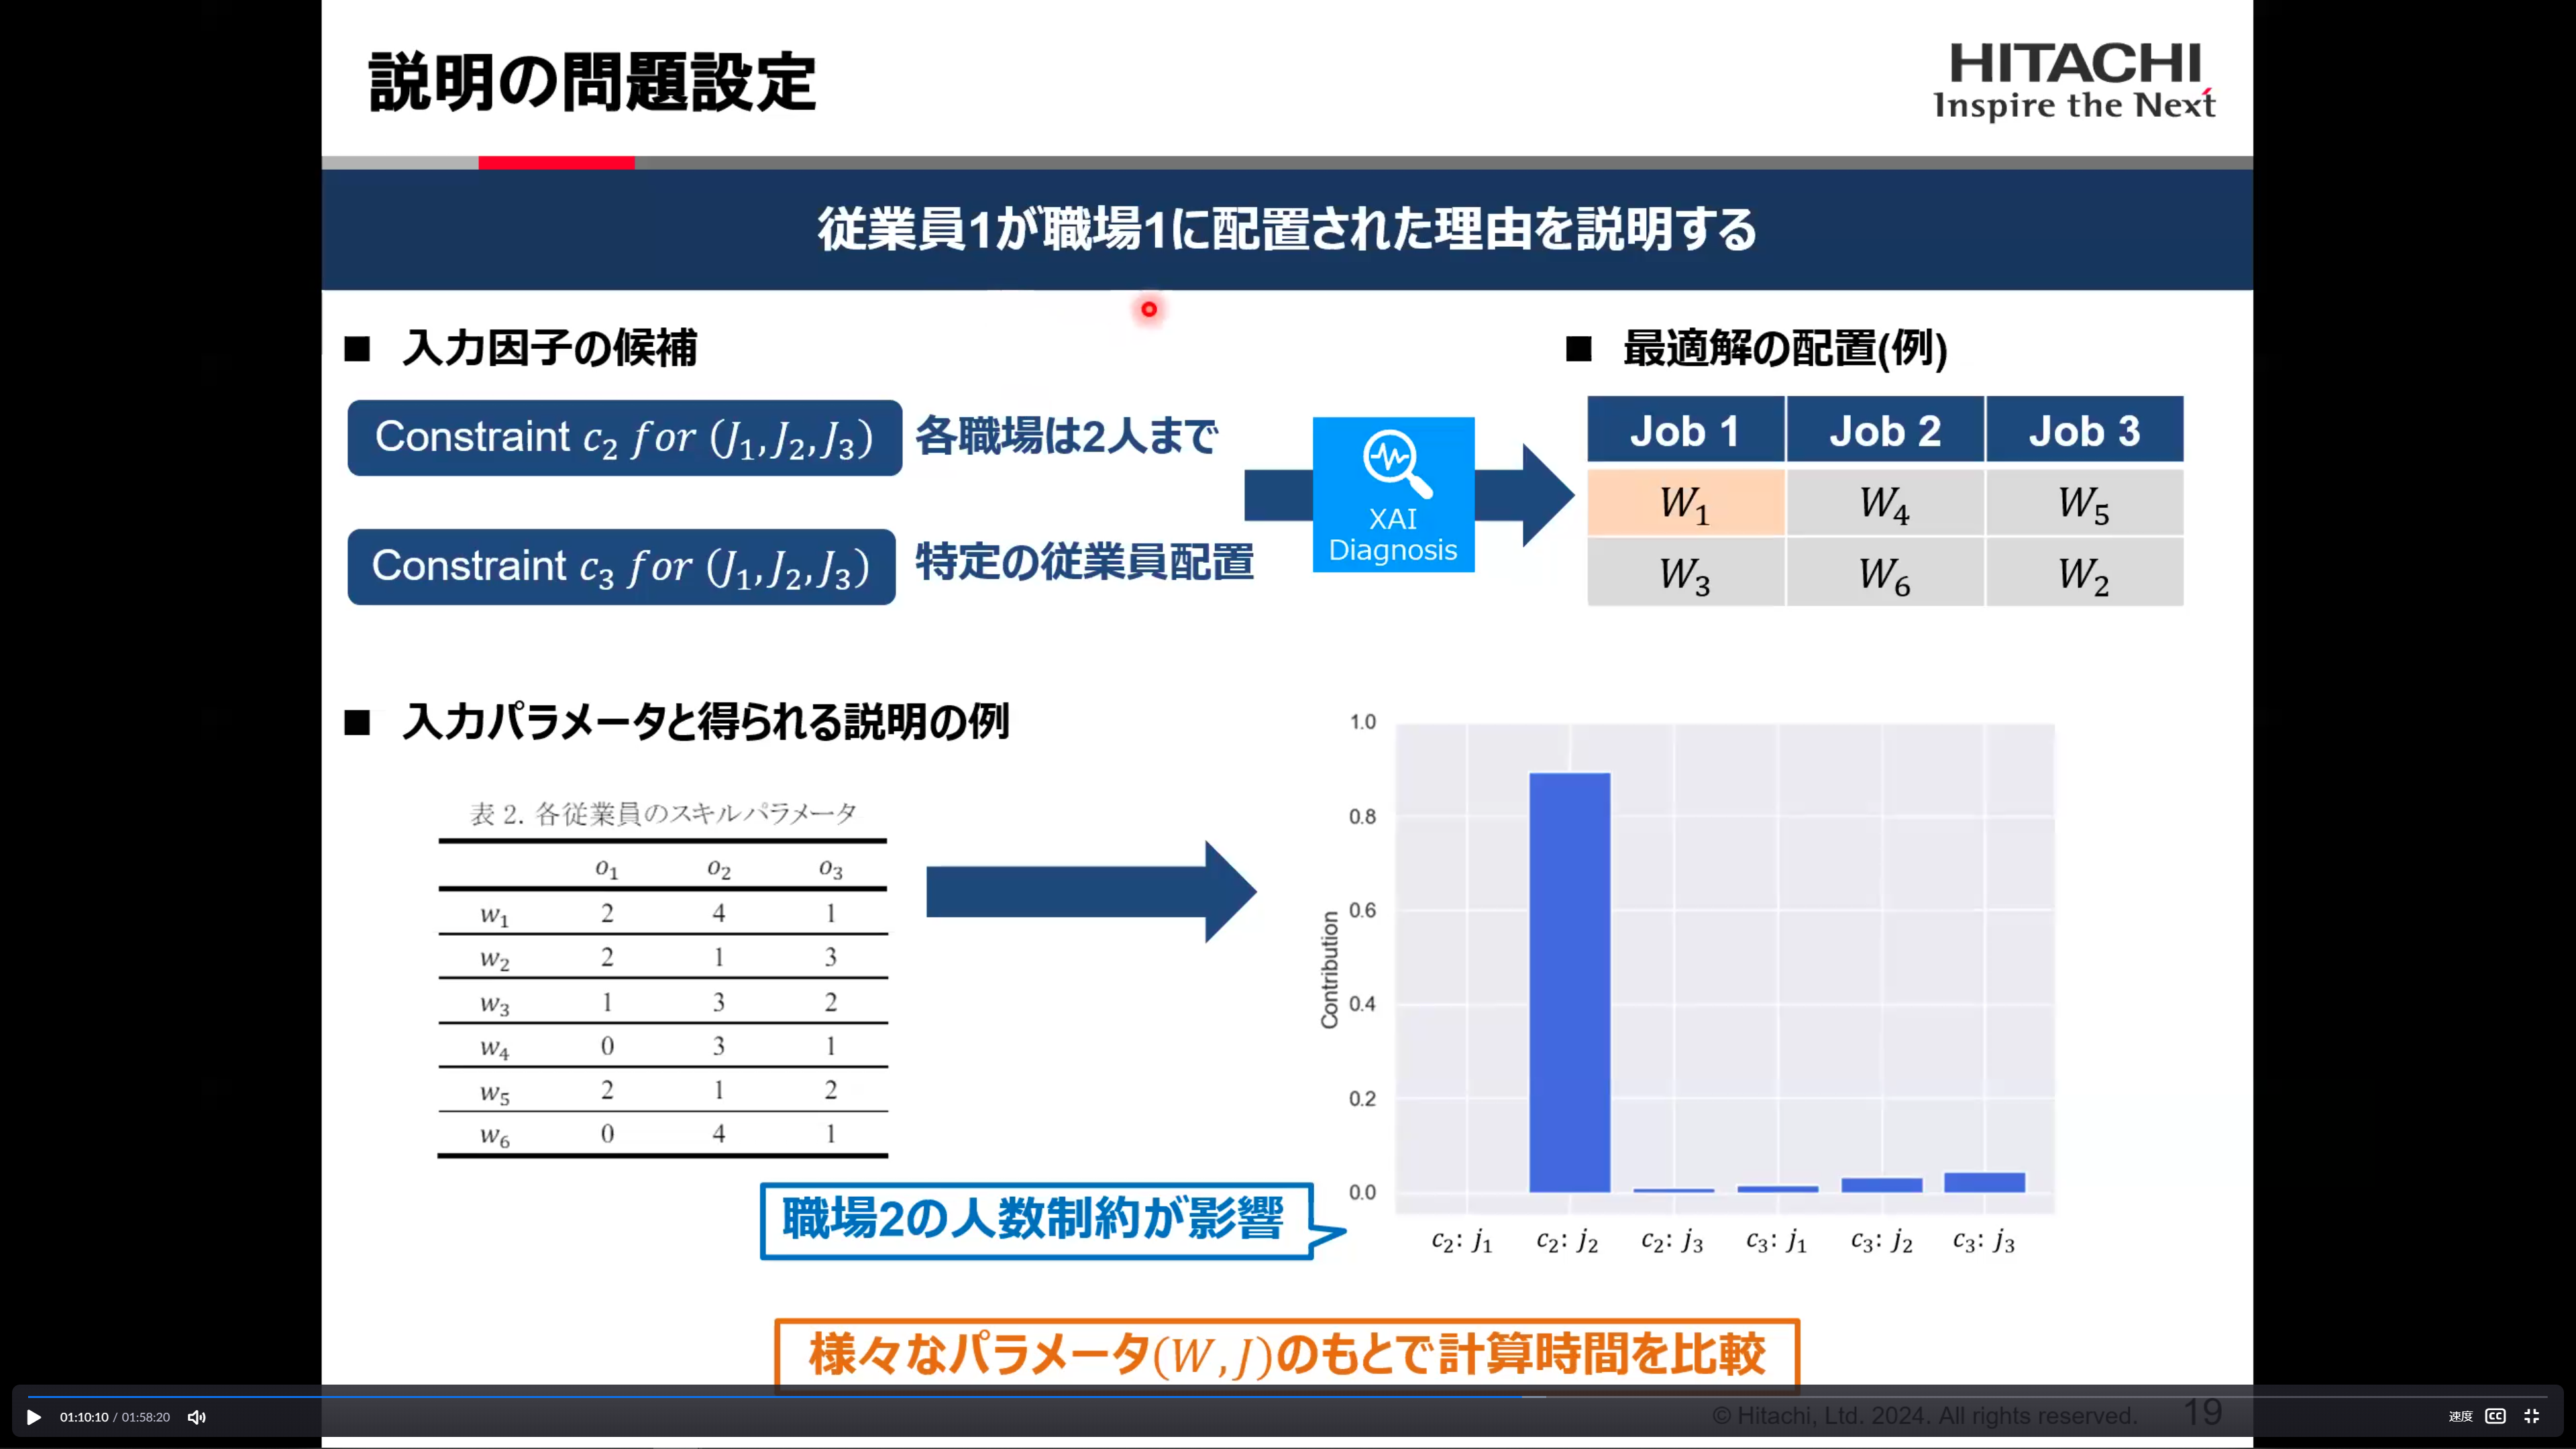 説明の問題設定
HITACHI
Inspire the Next
従業員1が職場1に配置された理由を説明する
■ 入力因子の候補
Constraint c₂ for (J₁,J₂,J₃) 各職場は2人まで
Constraint c₃ for (J₁,J₂,J₃) 特定の従業員配置
XAI
Diagnosis
■ 最適解の配置(例)
Job 1 Job 2 Job 3
W₁ W₄ W₅
W₃ W₆ W₂
■ 入力パラメータと得られる説明の例
表 2. 各従業員のスキルパラメータ
o₁ o₂ o₃
w₁ 2 4 1
w₂ 2 1 3
w₃ 1 3 2
w₄ 0 3 1
w₅ 2 1 2
w₆ 0 4 1
Contribution
1.0
0.8
0.6
0.4
0.2
0.0
c₂: j₁ c₂: j₂ c₂: j₃ c₃: j₁ c₃: j₂ c₃: j₃
職場2の人数制約が影響
様々なパラメータ(W,J)のもとで計算時間を比較
© Hitachi, Ltd. 2024. All rights reserved. 19
01:10:10 / 01:58:20
速度 CC